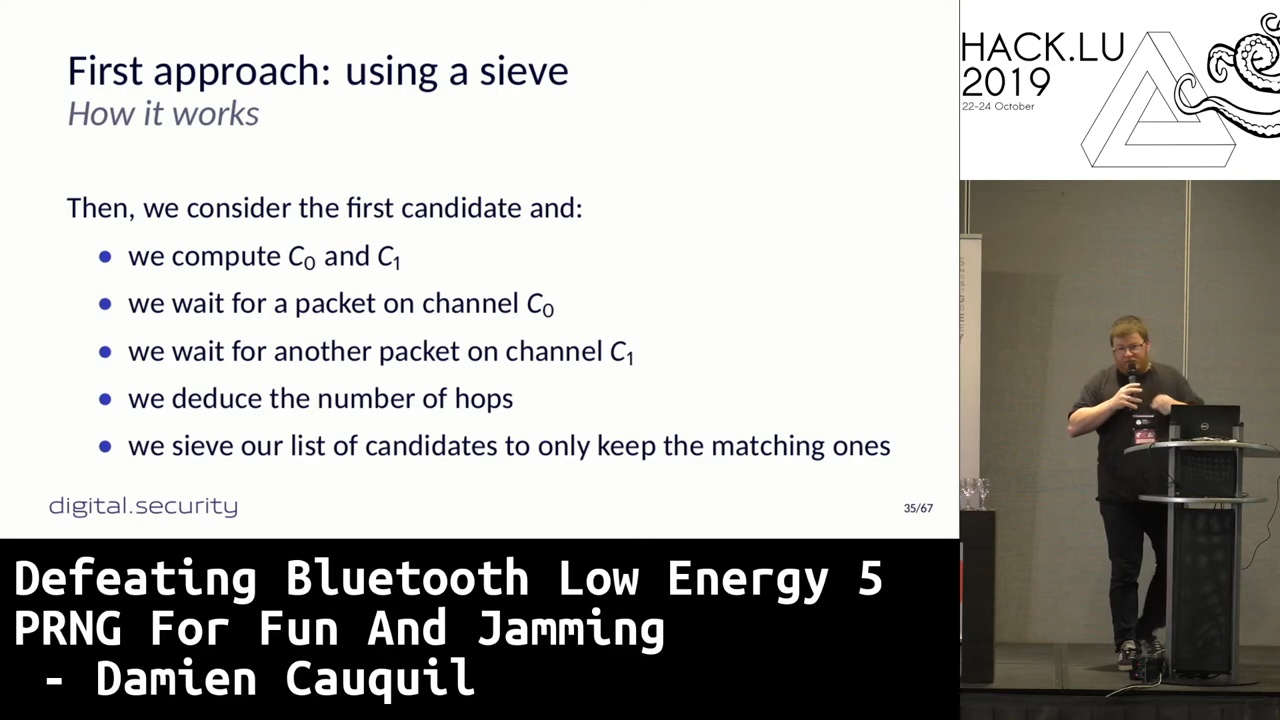 First approach: using a sieve
How it works
Then, we consider the first candidate and:
• we compute C₀ and C₁
• we wait for a packet on channel C₀
• we wait for another packet on channel C₁
• we deduce the number of hops
• we sieve our list of candidates to only keep the matching ones
digital.security
35/67
HACK.LU
2019
22-24 October
Defeating Bluetooth Low Energy 5
PRNG For Fun And Jamming
- Damien Cauquil